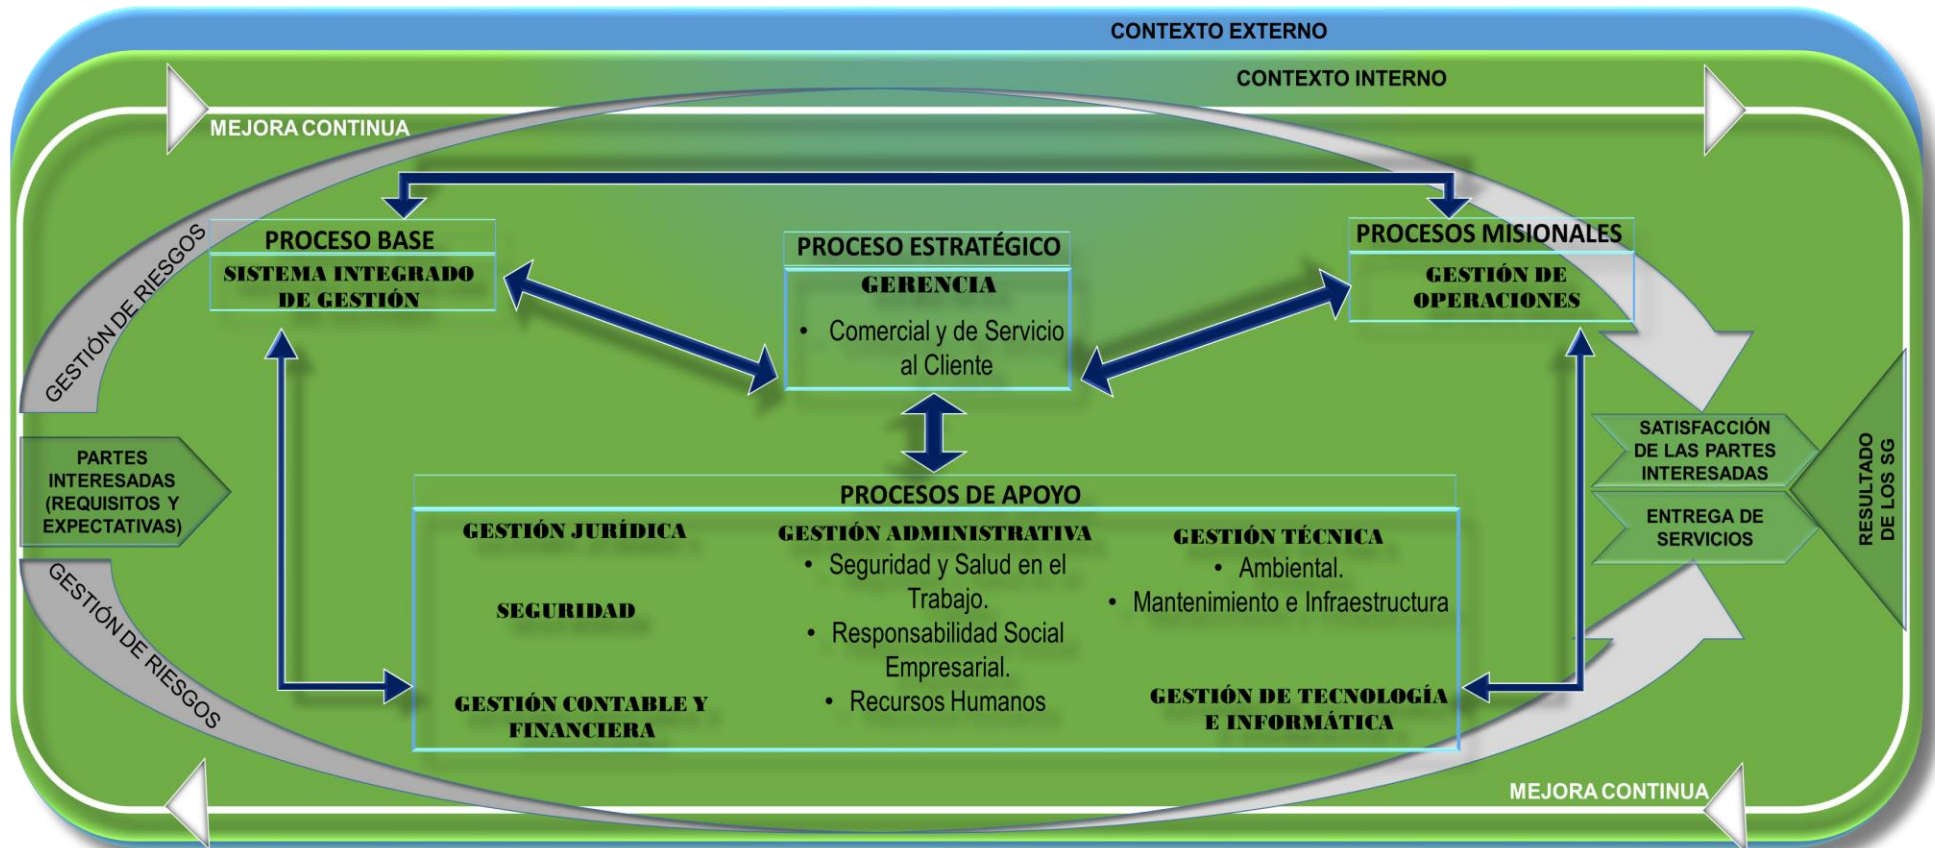 CONTEXTO EXTERNO
CONTEXTO INTERNO
MEJORA CONTINUA
GESTIÓN DE RIESGOS
PROCESO BASE
SISTEMA INTEGRADO
DE GESTIÓN
PROCESO ESTRATÉGICO
GERENCIA
• Comercial y de Servicio
al Cliente
PROCESOS MISIONALES
GESTIÓN DE
OPERACIONES
PARTES
INTERESADAS
(REQUISITOS Y
EXPECTATIVAS)
PROCESOS DE APOYO
GESTIÓN JURÍDICA
SEGURIDAD
GESTIÓN CONTABLE Y
FINANCIERA
GESTIÓN ADMINISTRATIVA
• Seguridad y Salud en el
Trabajo.
• Responsabilidad Social
Empresarial.
• Recursos Humanos
GESTIÓN TÉCNICA
• Ambiental.
• Mantenimiento e Infraestructura
GESTIÓN DE TECNOLOGÍA
E INFORMÁTICA
SATISFACCIÓN
DE LAS PARTES
INTERESADAS
ENTREGA DE
SERVICIOS
RESULTADO
DE LOS SG
GESTIÓN DE RIESGOS
MEJORA CONTINUA